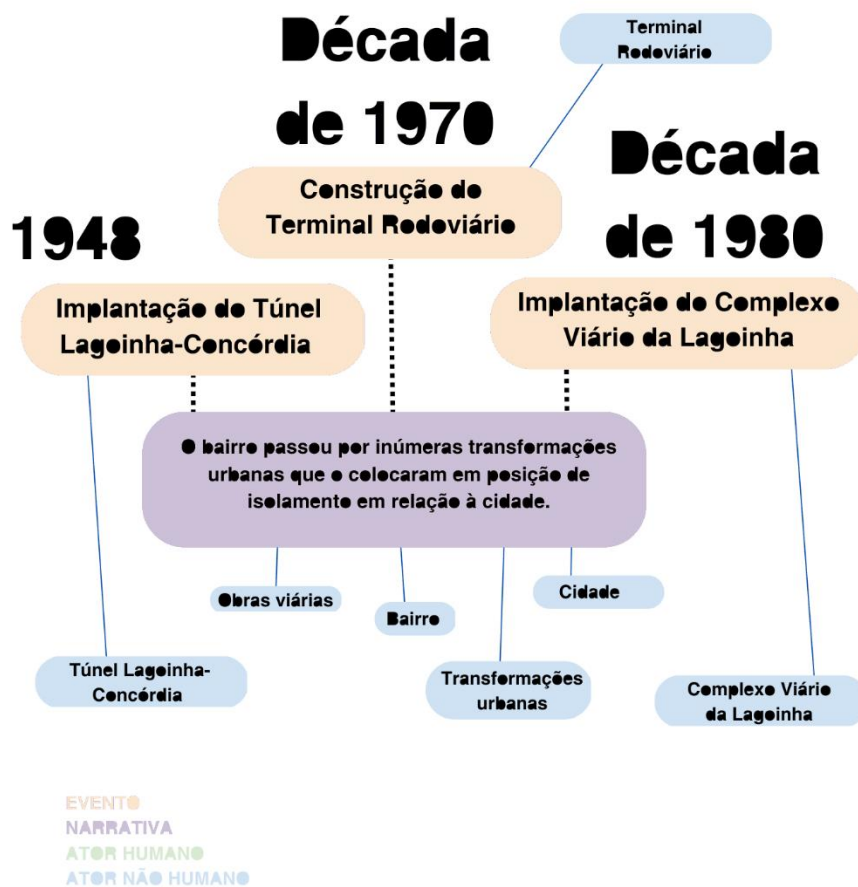 Década
de 1970
Terminal
Rodoviário
Década
de 1980
1948
Construção do
Terminal Rodoviário
Implantação do Túnel
Lagoinha-Concórdia
Implantação do Complexo
Viário da Lagoinha
O bairro passou por inúmeras transformações
urbanas que o colocaram em posição de
isolamento em relação à cidade.
Obras viárias
Bairro
Cidade
Túnel Lagoinha-
Concórdia
Transformações
urbanas
Complexo Viário
da Lagoinha
EVENTO
NARRATIVA
ATOR HUMANO
ATOR NÃO HUMANO